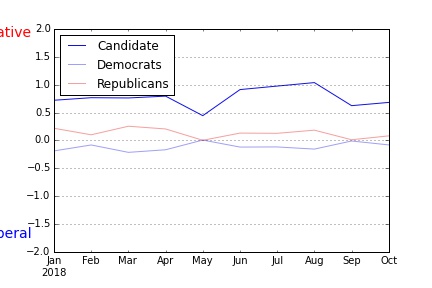 ative
2.0
1.5
1.0
0.5
0.0
−0.5
−1.0
−1.5
−2.0
beral
Candidate
Democrats
Republicans
Jan Feb Mar Apr May Jun Jul Aug Sep Oct
2018